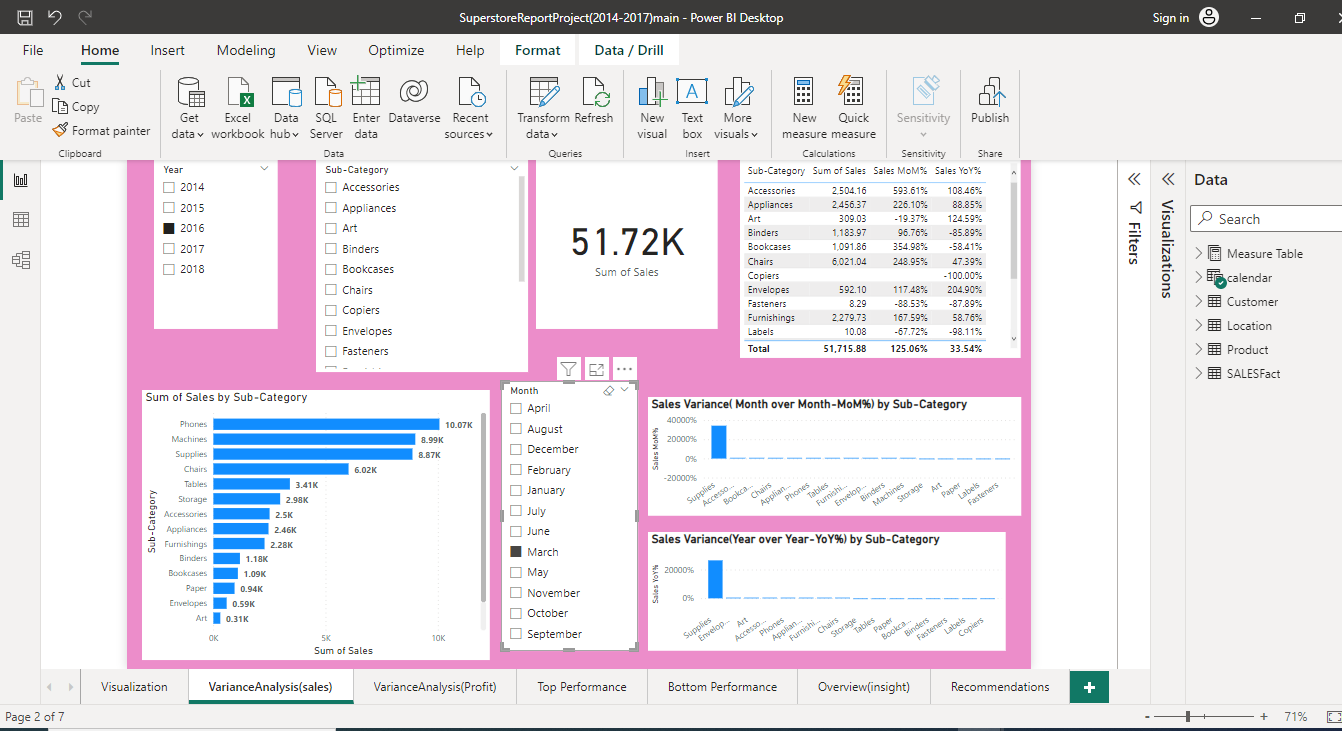 SuperstoreReportProject(2014-2017)main - Power BI Desktop
Sign in
File Home Insert Modeling View Optimize Help Format Data / Drill
Paste
Cut
Copy
Format painter
Clipboard
Get data
Excel workbook
Data hub
SQL Server
Enter data
Dataverse
Recent sources
Data
Transform data
Refresh
Queries
New visual
Text box
More visuals
Insert
New measure
Quick measure
Calculations
Sensitivity
Sensitivity
Publish
Share
Year
2014
2015
2016
2017
2018
Sub-Category
Accessories
Appliances
Art
Binders
Bookcases
Chairs
Copiers
Envelopes
Fasteners
51.72K
Sum of Sales
Sub-Category Sum of Sales Sales MoM% Sales YoY%
Accessories 2,504.16 593.61% 108.46%
Appliances 2,456.37 226.10% 88.85%
Art 309.03 -19.37% 124.59%
Binders 1,183.97 96.76% -85.89%
Bookcases 1,091.86 354.98% -58.41%
Chairs 6,021.04 248.95% 47.39%
Copiers -100.00%
Envelopes 592.10 117.48% 204.90%
Fasteners 8.29 -88.53% -87.89%
Furnishings 2,279.73 167.59% 58.76%
Labels 10.08 -67.72% -98.11%
Total 51,715.88 125.06% 33.54%
Sum of Sales by Sub-Category
Sub-Category
Phones 10.07K
Machines 8.99K
Supplies 8.87K
Chairs 6.02K
Tables 3.41K
Storage 2.98K
Accessories 2.5K
Appliances 2.46K
Furnishings 2.28K
Binders 1.18K
Bookcases 1.09K
Paper 0.94K
Envelopes 0.59K
Art 0.31K
0K 5K 10K
Sum of Sales
Month
April
August
December
February
January
July
June
March
May
November
October
September
Sales Variance( Month over Month-MoM%) by Sub-Category
Sales MoM%
40000%
20000%
0%
-20000%
Supplies Accesso... Bookca... Chairs Applian... Phones Tables Furnishi... Envelop... Binders Machines Storage Art Paper Labels Fasteners
Sales Variance(Year over Year-YoY%) by Sub-Category
Sales YoY%
20000%
0%
Supplies Envelop... Art Accesso... Phones Applian... Furnishi... Chairs Storage Tables Paper Bookca... Binders Fasteners Labels Copiers
Filters
Visualizations
Data
Search
Measure Table
calendar
Customer
Location
Product
SALESFact
Visualization VarianceAnalysis(sales) VarianceAnalysis(Profit) Top Performance Bottom Performance Overview(insight) Recommendations
Page 2 of 7
71%